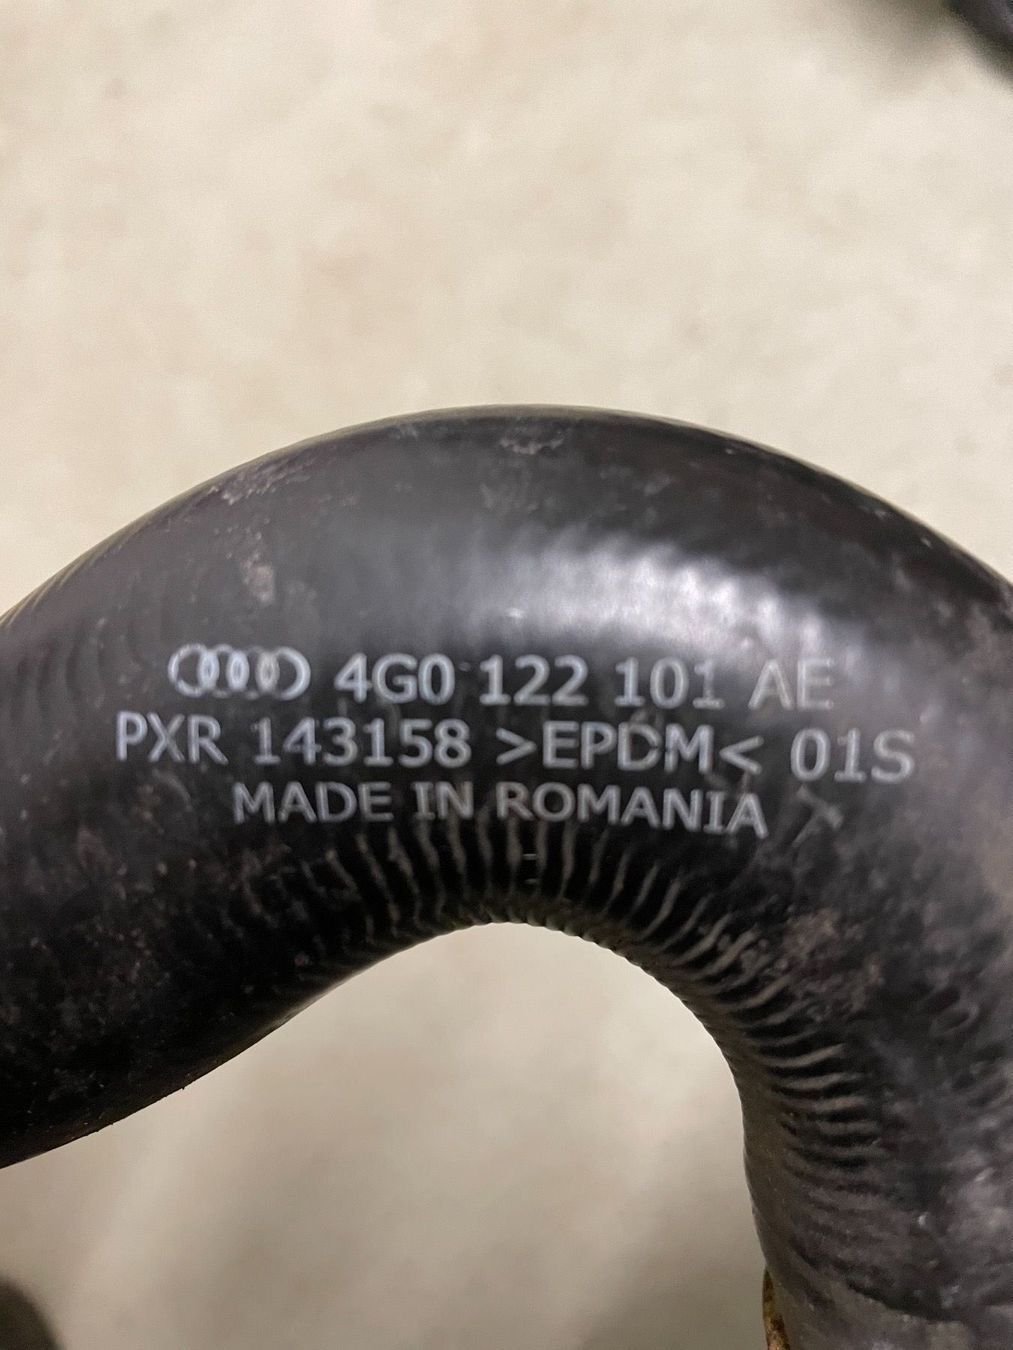 4G0 122 101 AE
PXR 143158 >EPDM< 01S
MADE IN ROMANIA